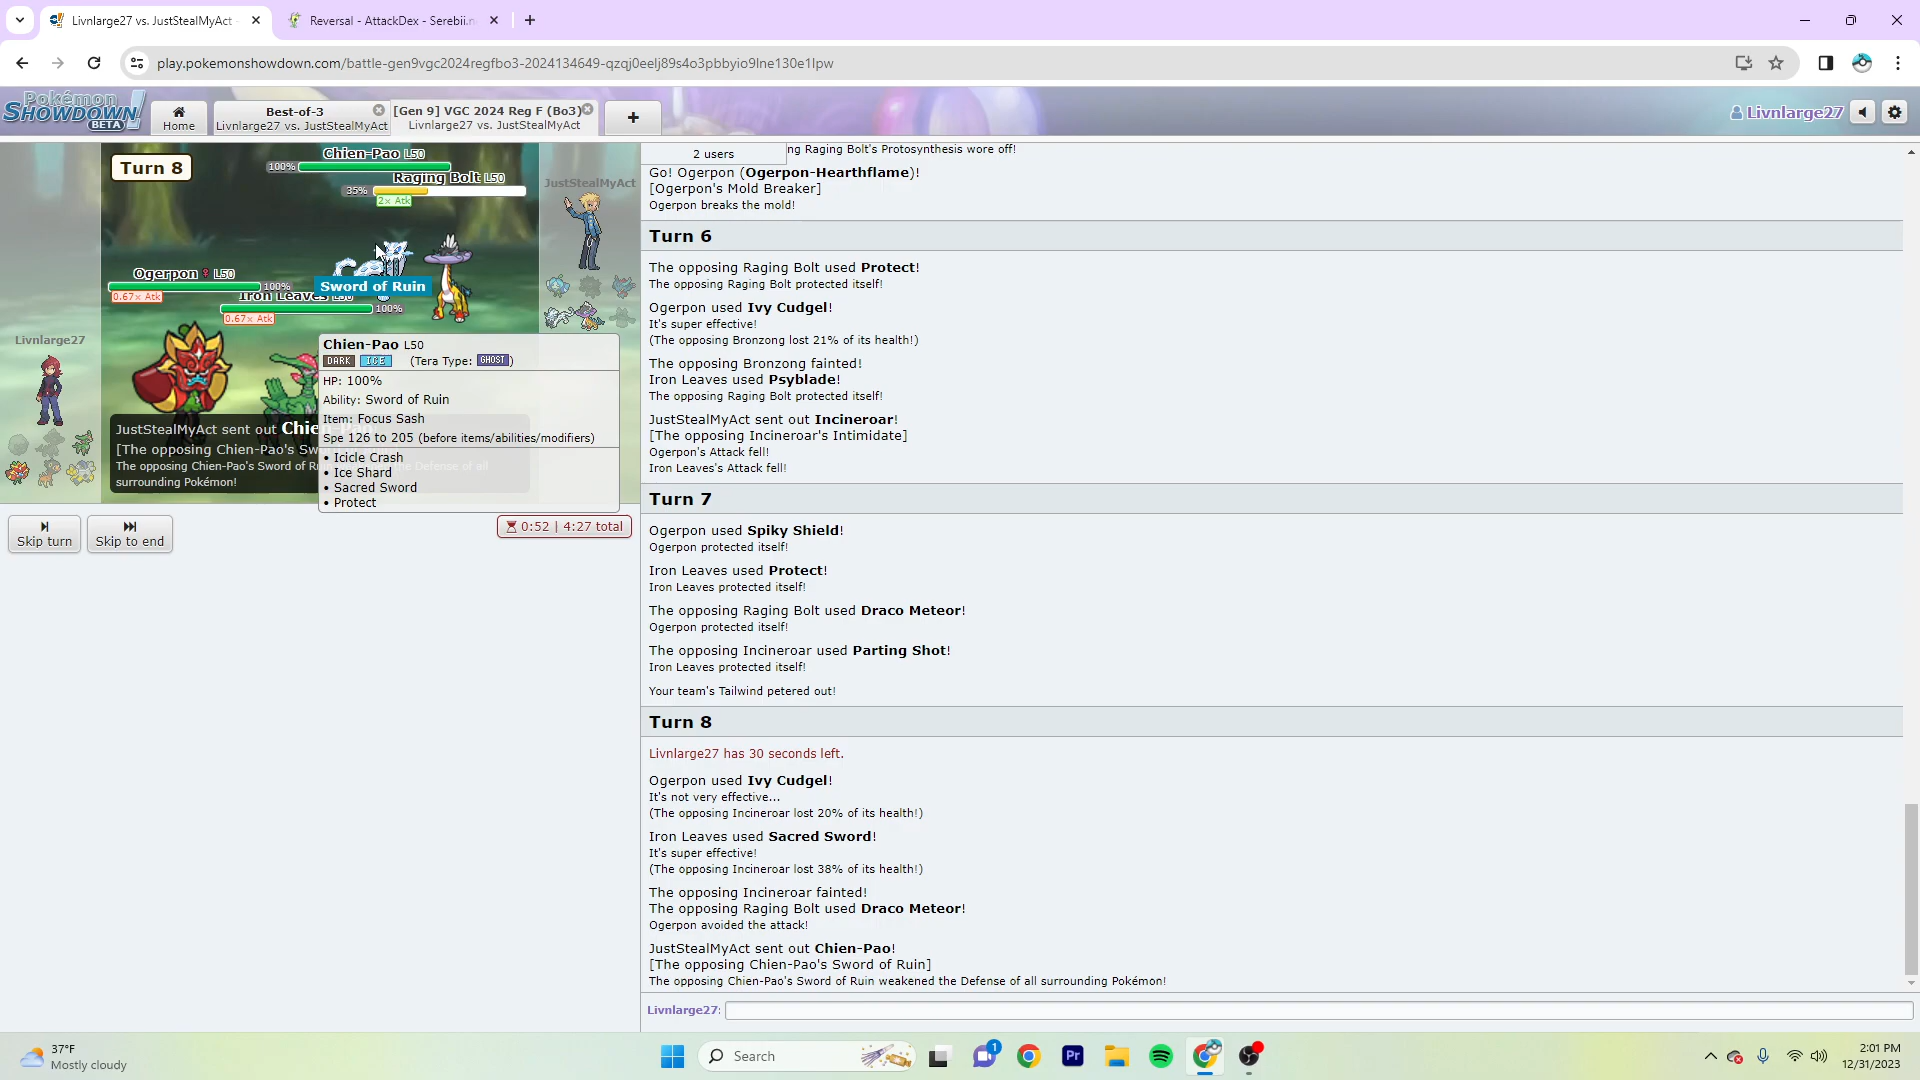 Livnlarge27 vs. JustStealMyAct -
Reversal - AttackDex - Serebii.n
play.pokemonshowdown.com/battle-gen9vgc2024regfbo3-2024134649-qzqj0eelj89s4o3pbbyio9lne130e1lpw
Pokémon
SHOWDOWN!
BETA
Home
Best-of-3
Livnlarge27 vs. JustStealMyAct
[Gen 9] VGC 2024 Reg F (Bo3)
Livnlarge27 vs. JustStealMyAct
Livnlarge27
Turn 8
Chien-Pao L50
100%
Raging Bolt L50
35%
2× Atk
JustStealMyAct
Ogerpon ♀ L50
100%
0.67× Atk
Iron Leaves L50
100%
0.67× Atk
Sword of Ruin
Livnlarge27
Chien-Pao L50
DARK ICE (Tera Type: GHOST)
HP: 100%
Ability: Sword of Ruin
Item: Focus Sash
Spe 126 to 205 (before items/abilities/modifiers)
• Icicle Crash
• Ice Shard
• Sacred Sword
• Protect
JustStealMyAct sent out Chien-Pao!
[The opposing Chien-Pao's Sw
The opposing Chien-Pao's Sword of Ruin the Defense of all
surrounding Pokémon!
Skip turn
Skip to end
0:52 | 4:27 total
2 users
ng Raging Bolt's Protosynthesis wore off!
Go! Ogerpon (Ogerpon-Hearthflame)!
[Ogerpon's Mold Breaker]
Ogerpon breaks the mold!
Turn 6
The opposing Raging Bolt used Protect!
The opposing Raging Bolt protected itself!
Ogerpon used Ivy Cudgel!
It's super effective!
(The opposing Bronzong lost 21% of its health!)
The opposing Bronzong fainted!
Iron Leaves used Psyblade!
The opposing Raging Bolt protected itself!
JustStealMyAct sent out Incineroar!
[The opposing Incineroar's Intimidate]
Ogerpon's Attack fell!
Iron Leaves's Attack fell!
Turn 7
Ogerpon used Spiky Shield!
Ogerpon protected itself!
Iron Leaves used Protect!
Iron Leaves protected itself!
The opposing Raging Bolt used Draco Meteor!
Ogerpon protected itself!
The opposing Incineroar used Parting Shot!
Iron Leaves protected itself!
Your team's Tailwind petered out!
Turn 8
Livnlarge27 has 30 seconds left.
Ogerpon used Ivy Cudgel!
It's not very effective...
(The opposing Incineroar lost 20% of its health!)
Iron Leaves used Sacred Sword!
It's super effective!
(The opposing Incineroar lost 38% of its health!)
The opposing Incineroar fainted!
The opposing Raging Bolt used Draco Meteor!
Ogerpon avoided the attack!
JustStealMyAct sent out Chien-Pao!
[The opposing Chien-Pao's Sword of Ruin]
The opposing Chien-Pao's Sword of Ruin weakened the Defense of all surrounding Pokémon!
Livnlarge27:
37°F
Mostly cloudy
Search
1
Pr
2:01 PM
12/31/2023